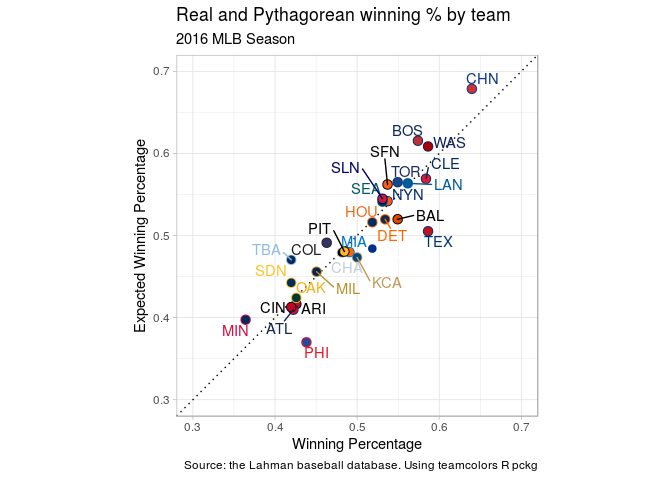 Real and Pythagorean winning % by team
2016 MLB Season
0.7
CHN
BOS
WAS
SFN
0.6
SLN
TOR
CLE
SEA
LAN
NYN
HOU
BAL
PIT
DET
TEX
0.5
TBA
COL
MIA
CHA
SDN
KCA
OAK
MIL
0.4
CIN
ARI
MIN
ATL
PHI
0.3
0.3
0.4
0.5
0.6
0.7
Expected Winning Percentage
Winning Percentage
Source: the Lahman baseball database. Using teamcolors R pckg